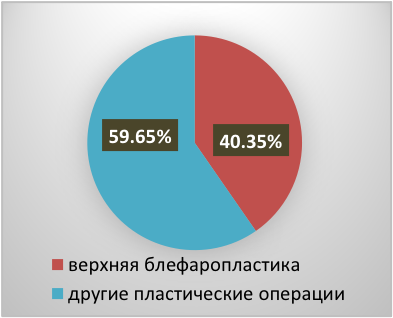 59.65%
40.35%
верхняя блефаропластика
другие пластические операции